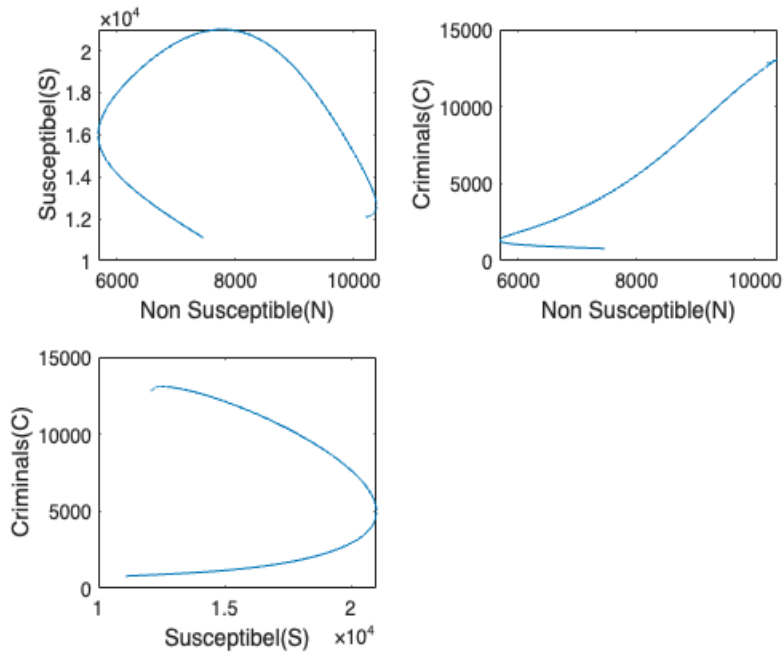 ×10⁴
2
1.8
1.6
1.4
1.2
1
Susceptibel(S)
6000 8000 10000
Non Susceptible(N)
15000
10000
5000
0
Criminals(C)
6000 8000 10000
Non Susceptible(N)
15000
10000
5000
0
Criminals(C)
1 1.5 2
Susceptibel(S) ×10⁴